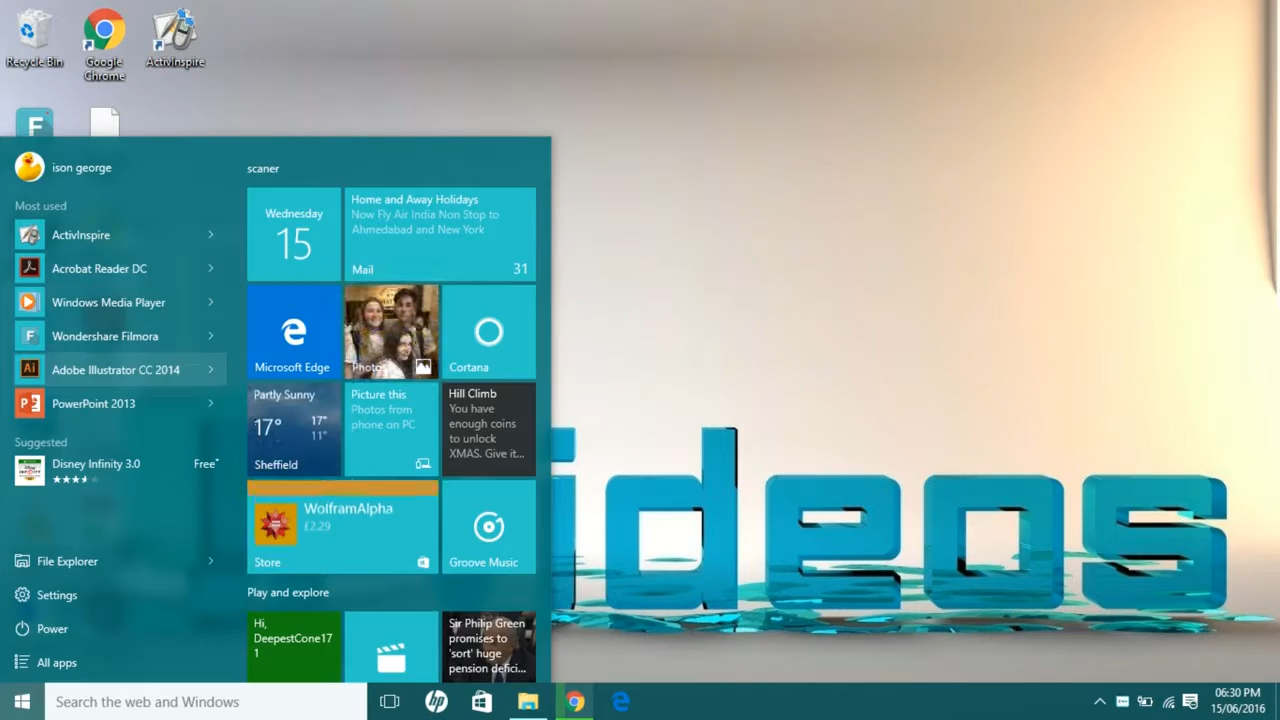 Recycle Bin
Google
Chrome
ActivInspire
F
ison george
Most used
ActivInspire
Acrobat Reader DC
Windows Media Player
F
Wondershare Filmora
Ai
Adobe Illustrator CC 2014
P
PowerPoint 2013
Suggested
Disney Infinity 3.0
Free*
File Explorer
Settings
Power
All apps
scaner
Wednesday
15
Home and Away Holidays
Now Fly Air India Non Stop to
Ahmedabad and New York
Mail
31
Microsoft Edge
Photos
Cortana
Partly Sunny
17°
17°
11°
Sheffield
Picture this
Photos from
phone on PC
Hill Climb
You have
enough coins
to unlock
XMAS. Give it...
WolframAlpha
£2.29
Store
Groove Music
Play and explore
Hi,
DeepestCone17
1
Sir Philip Green
promises to
'sort' huge
pension defici...
ideos
Search the web and Windows
hp
06:30 PM
15/06/2016